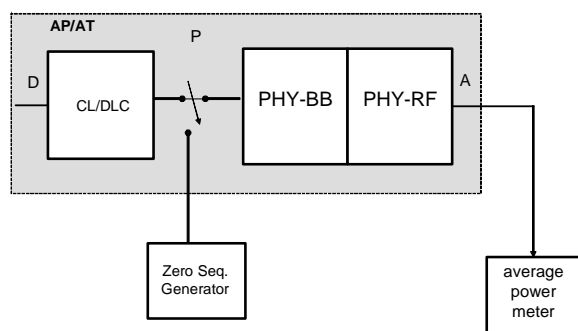 AP/AT
P
D
CL/DLC
PHY-BB
PHY-RF
A
Zero Seq.
Generator
average
power
meter